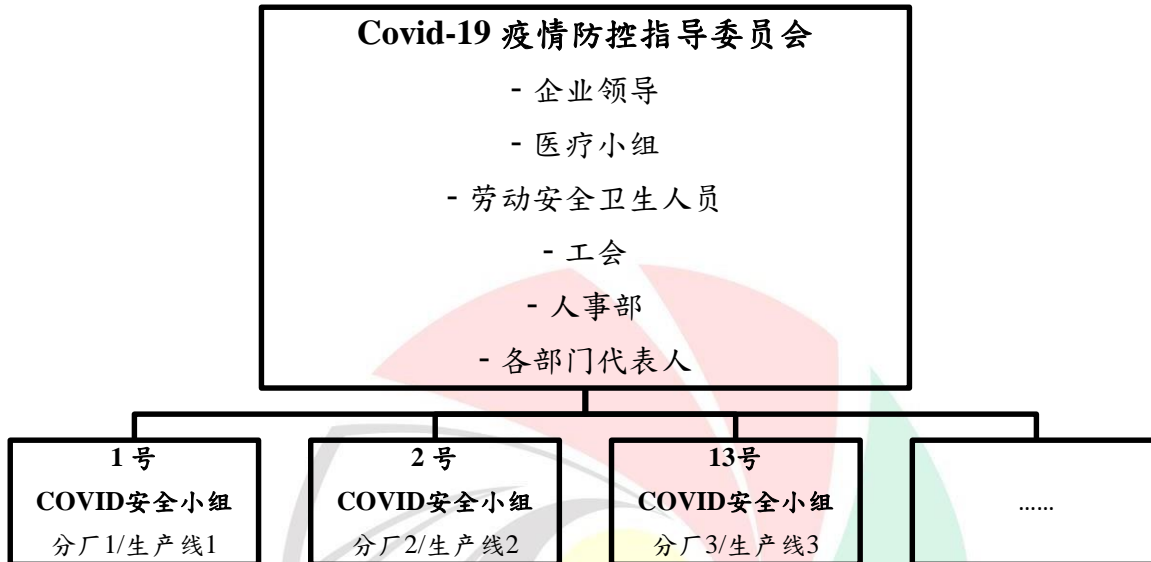 Covid-19 疫情防控指导委员会
- 企业领导
- 医疗小组
- 劳动安全卫生人员
- 工会
- 人事部
- 各部门代表人
1号
COVID安全小组
分厂1/生产线1
2号
COVID安全小组
分厂2/生产线2
13号
COVID安全小组
分厂3/生产线3
......